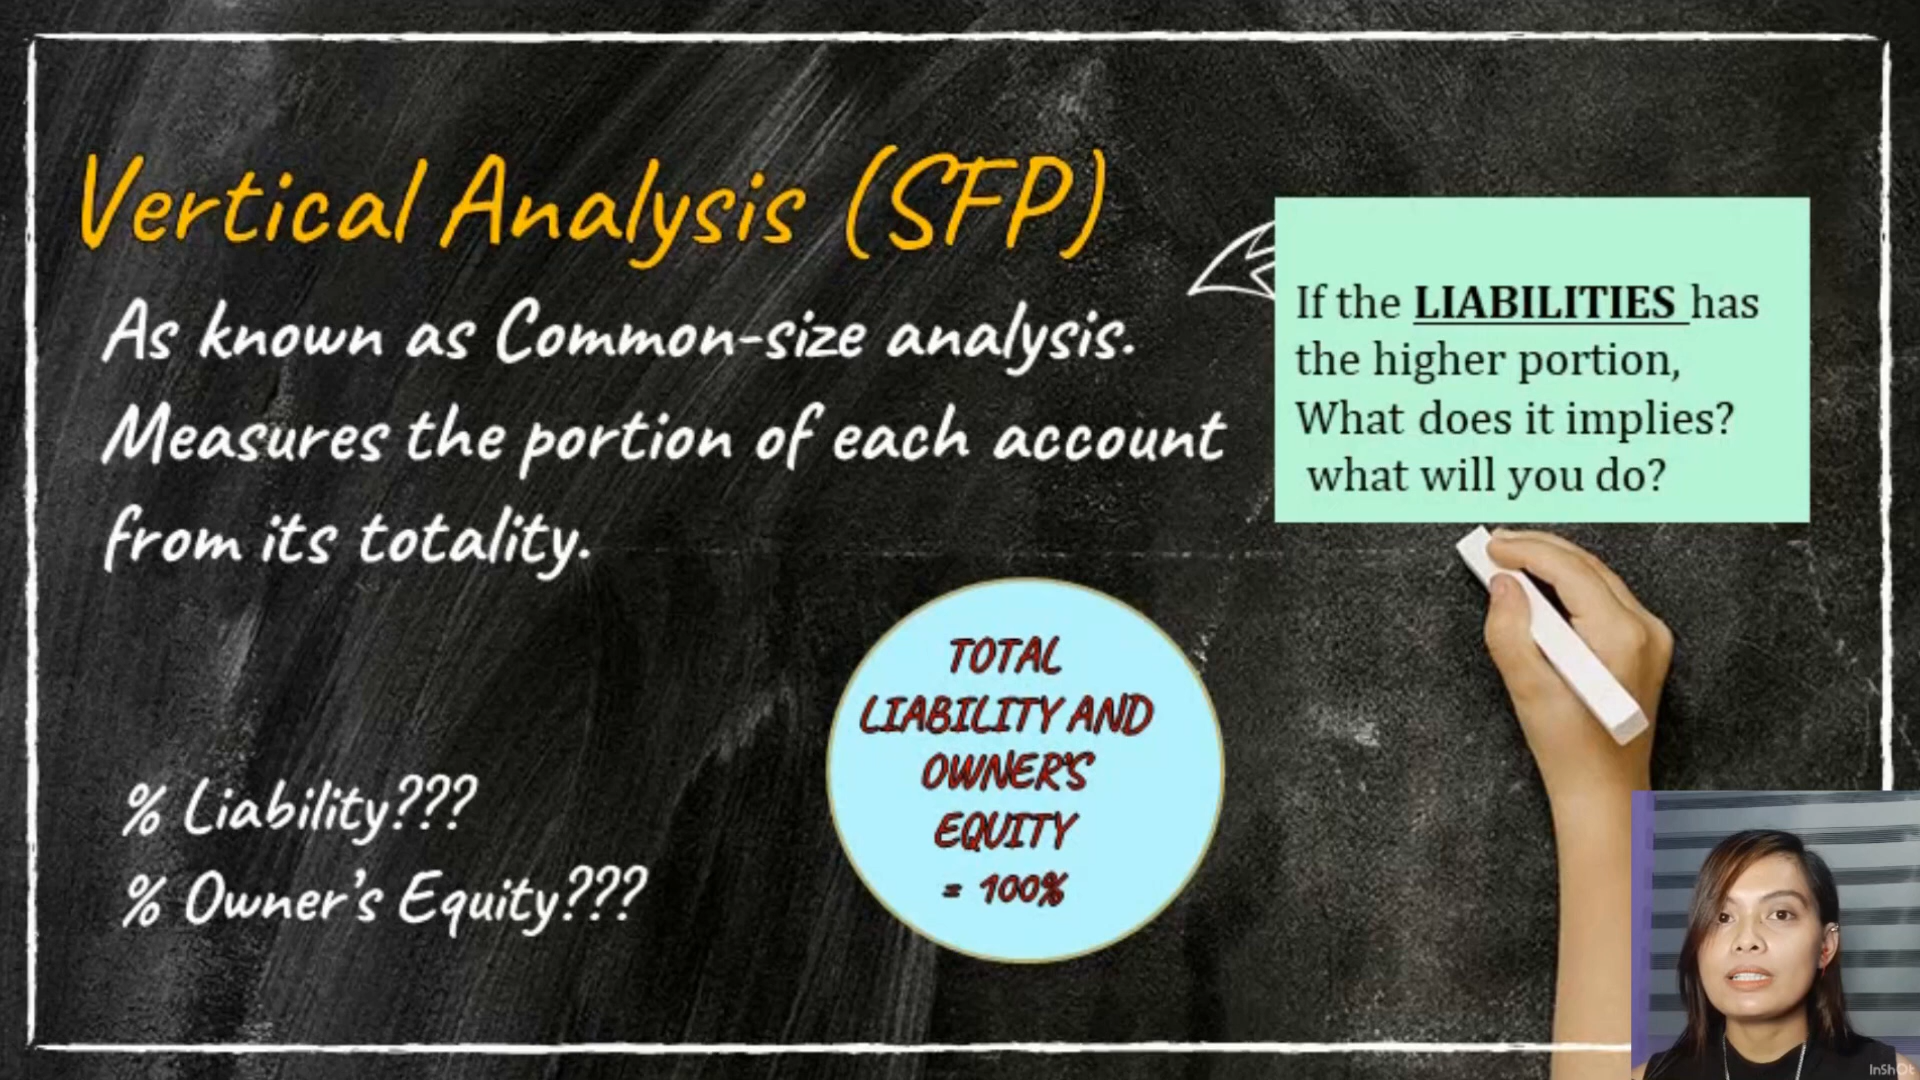 Vertical Analysis (SFP)
As known as Common-size analysis.
Measures the portion of each account
from its totality.
If the LIABILITIES has
the higher portion,
What does it implies?
what will you do?
TOTAL
LIABILITY AND
OWNER'S
EQUITY
= 100%
% Liability???
% Owner's Equity???
InShOt